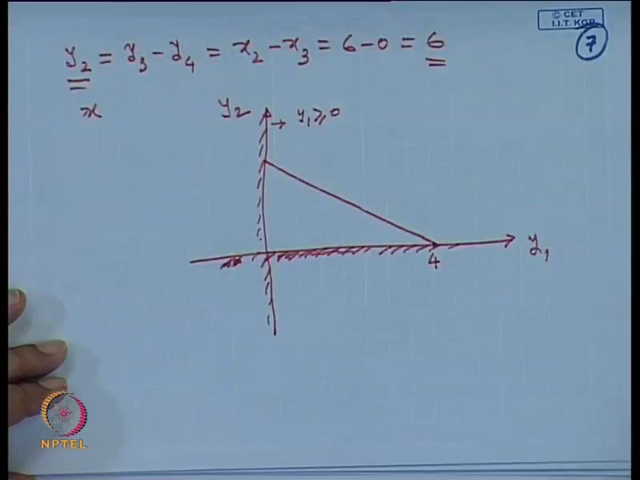 © CET
I.I.T. KGP
7
y₂ = y₃ - y₄ = x₂ - x₃ = 6 - 0 = 6
x
y₂
→ y₁ ≥ 0
y₁
4
NPTEL